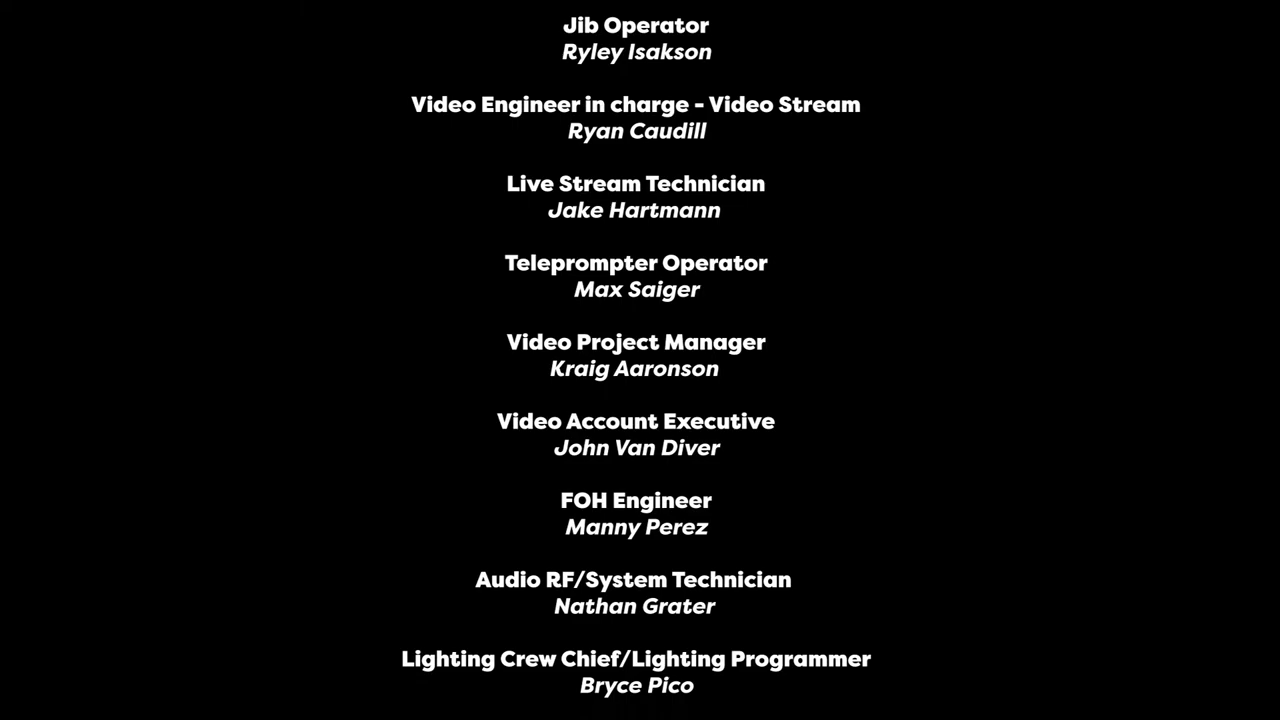 Jib Operator
Ryley Isakson
Video Engineer in charge - Video Stream
Ryan Caudill
Live Stream Technician
Jake Hartmann
Teleprompter Operator
Max Saiger
Video Project Manager
Kraig Aaronson
Video Account Executive
John Van Diver
FOH Engineer
Manny Perez
Audio RF/System Technician
Nathan Grater
Lighting Crew Chief/Lighting Programmer
Bryce Pico